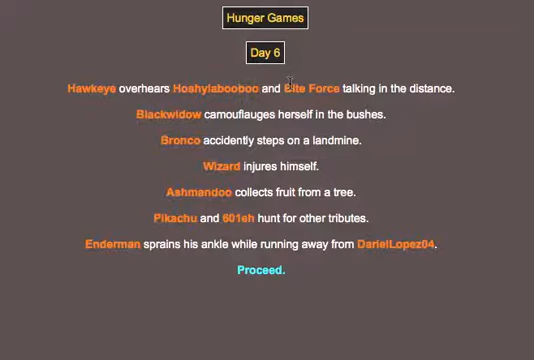 Hunger Games
Day 6
Hawkeye overhears Hoshylabooboo and Elite Force talking in the distance.
Blackwidow camouflauges herself in the bushes.
Bronco accidently steps on a landmine.
Wizard injures himself.
Ashmandoo collects fruit from a tree.
Pikachu and 601eh hunt for other tributes.
Enderman sprains his ankle while running away from DarielLopez04.
Proceed.